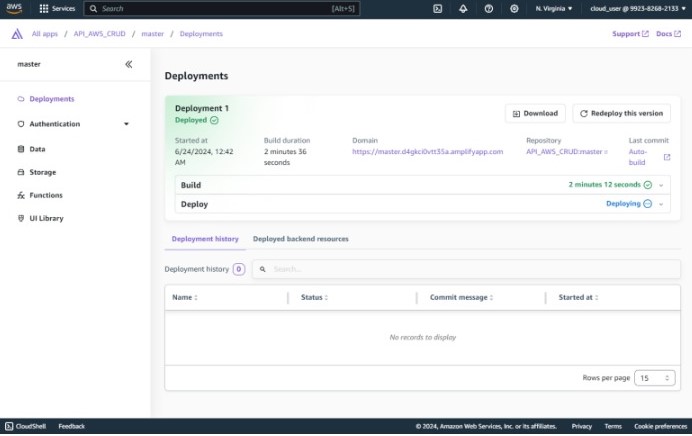 aws Services Search [Alt+S] N. Virginia cloud_user @ 9923-8268-2133
All apps / API_AWS_CRUD / master / Deployments Support Docs
master
Deployments
Authentication
Data
Storage
Functions
UI Library
Deployments
Deployment 1
Deployed
Download
Redeploy this version
Started at
6/24/2024, 12:42
AM
Build duration
2 minutes 36
seconds
Domain
https://master.d4gkci0vtt35a.amplifyapp.com
Repository
API_AWS_CRUD:master
Last commit
Auto-
build
Build 2 minutes 12 seconds
Deploy Deploying
Deployment history Deployed backend resources
Deployment history 0 Search...
Name Status Commit message Started at
No records to display
Rows per page 15
CloudShell Feedback © 2024, Amazon Web Services, Inc. or its affiliates. Privacy Terms Cookie preferences